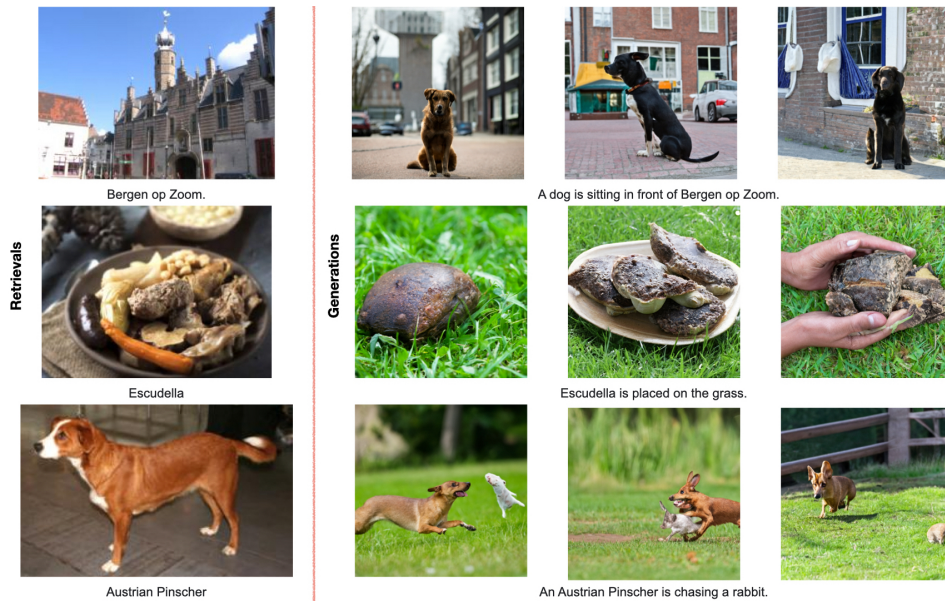 Bergen op Zoom.
A dog is sitting in front of Bergen op Zoom.
Retrievals
Generations
Escudella
Escudella is placed on the grass.
Austrian Pinscher
An Austrian Pinscher is chasing a rabbit.